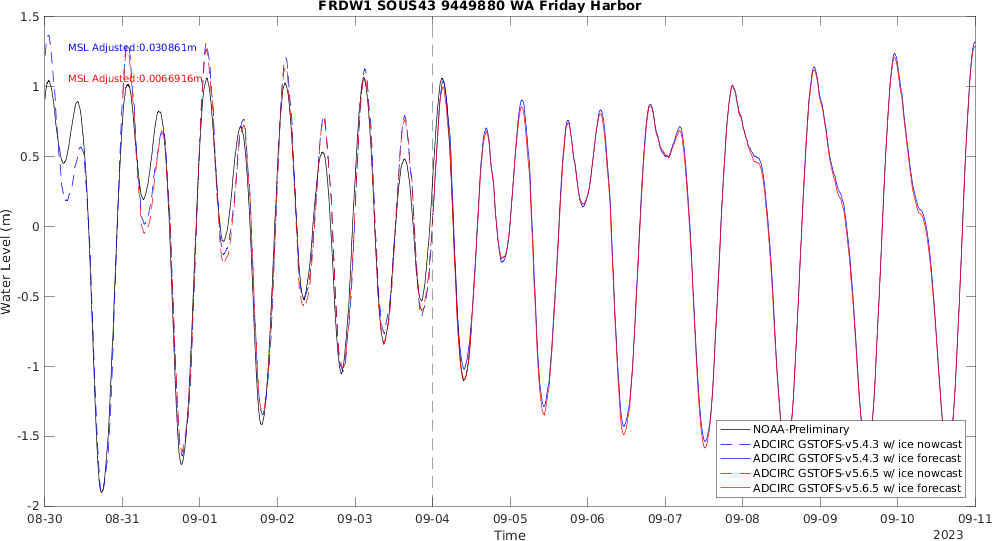 FRDW1 SOUS43 9449880 WA Friday Harbor
1.5
1
0.5
0
-0.5
-1
-1.5
-2
Water Level (m)
MSL Adjusted:0.030861m
MSL Adjusted:0.0066916m
NOAA-Preliminary
ADCIRC GSTOFS-v5.4.3 w/ ice nowcast
ADCIRC GSTOFS-v5.4.3 w/ ice forecast
ADCIRC GSTOFS-v5.6.5 w/ ice nowcast
ADCIRC GSTOFS-v5.6.5 w/ ice forecast
08-30 08-31 09-01 09-02 09-03 09-04 09-05 09-06 09-07 09-08 09-09 09-10 09-11
Time
2023